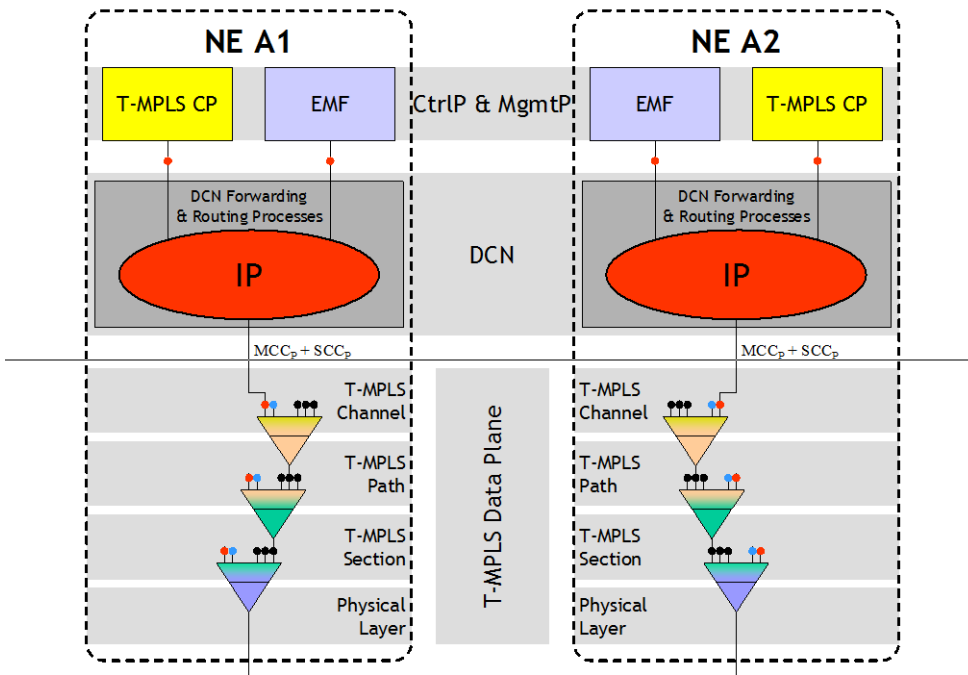 NE A1
NE A2
T-MPLS CP
EMF
CtrlP & MgmtP
EMF
T-MPLS CP
DCN Forwarding
& Routing Processes
IP
DCN
DCN Forwarding
& Routing Processes
IP
MCCP + SCCP
MCCP + SCCP
T-MPLS
Channel
T-MPLS
Path
T-MPLS
Section
Physical
Layer
T-MPLS Data Plane
T-MPLS
Channel
T-MPLS
Path
T-MPLS
Section
Physical
Layer